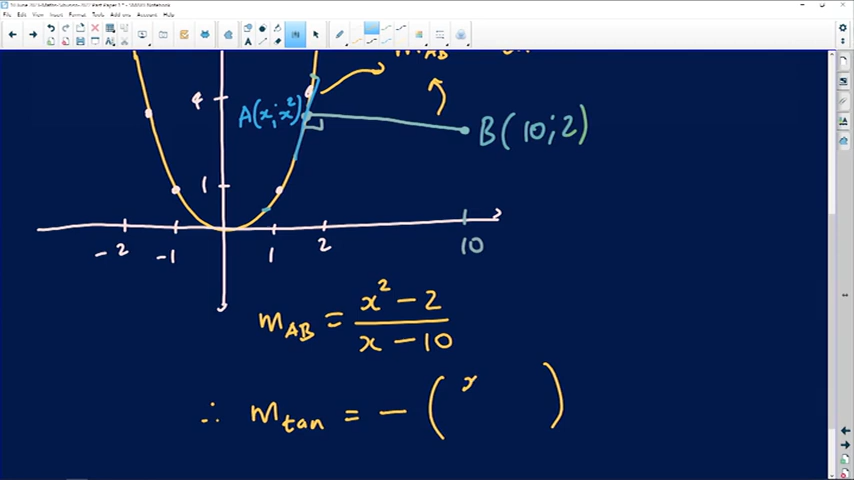 File Edit View Insert Format Tools Add-ons Account Help
4
A(x;x²)
B(10;2)
1
-2 -1 1 2 10
m_AB = (x² - 2)/(x - 10)
∴ m_tan = - ( x )